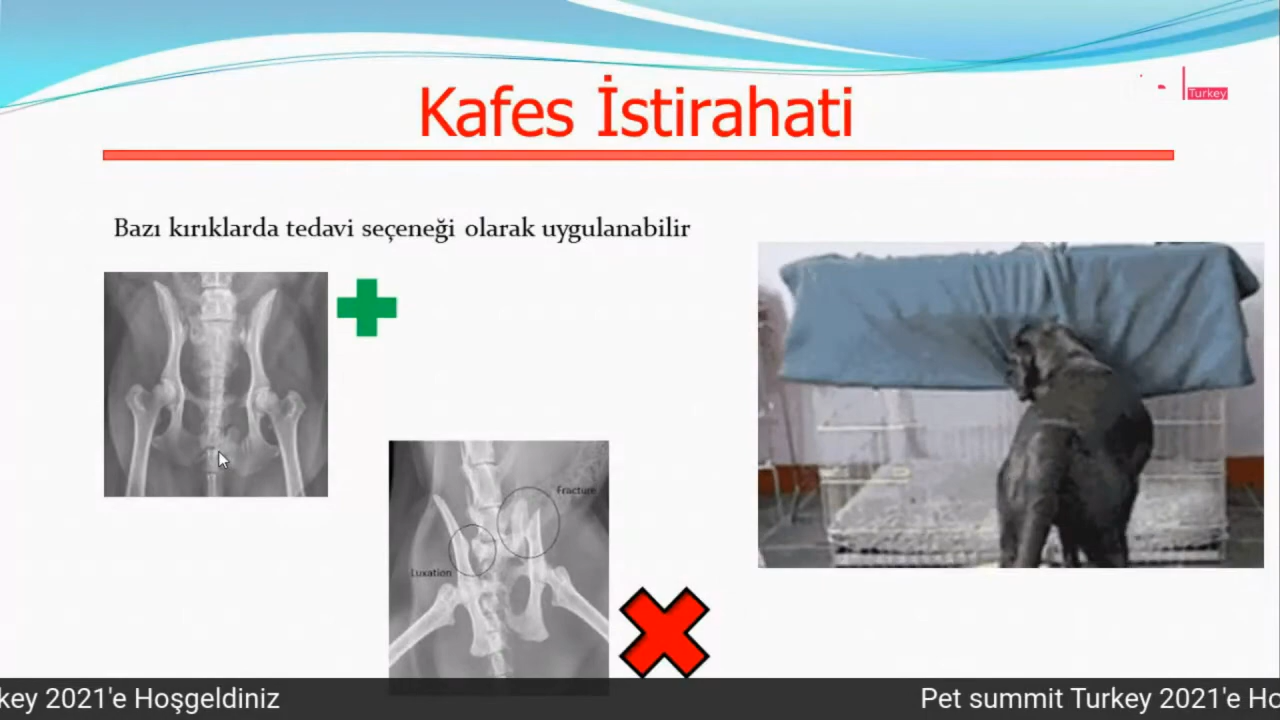 Turkey
Kafes İstirahati
Bazı kırıklarda tedavi seçeneği olarak uygulanabilir
Fracture
Luxation
key 2021'e Hoşgeldiniz
Pet summit Turkey 2021'e Ho